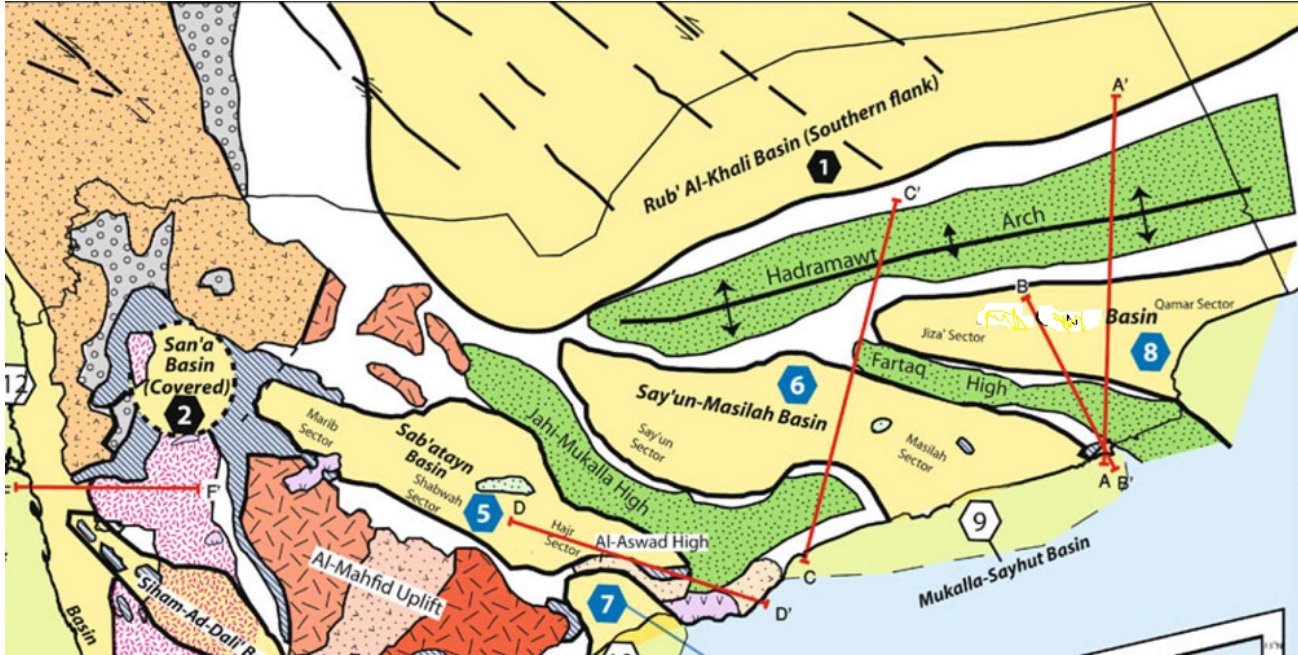 A'
Rub' Al-Khali Basin (Southern flank)
1
C'
Hadramawt
Arch
B
Qamar Sector
Basin
Jiza' Sector
8
San'a
Basin
(Covered)
2
12
Fartaq
High
6
Say'un-Masilah Basin
Say'un
Sector
Masilah
Sector
Marib
Sector
Sab'atayn
Basin
Shabwah
Sector
Jahi-Mukalla High
F'
D
5
Hajr
Sector
Al-Aswad High
A
B'
9
C
Mukalla-Sayhut Basin
D'
Al-Mahfid Uplift
7
Siham-Ad-Dali' B
Basin